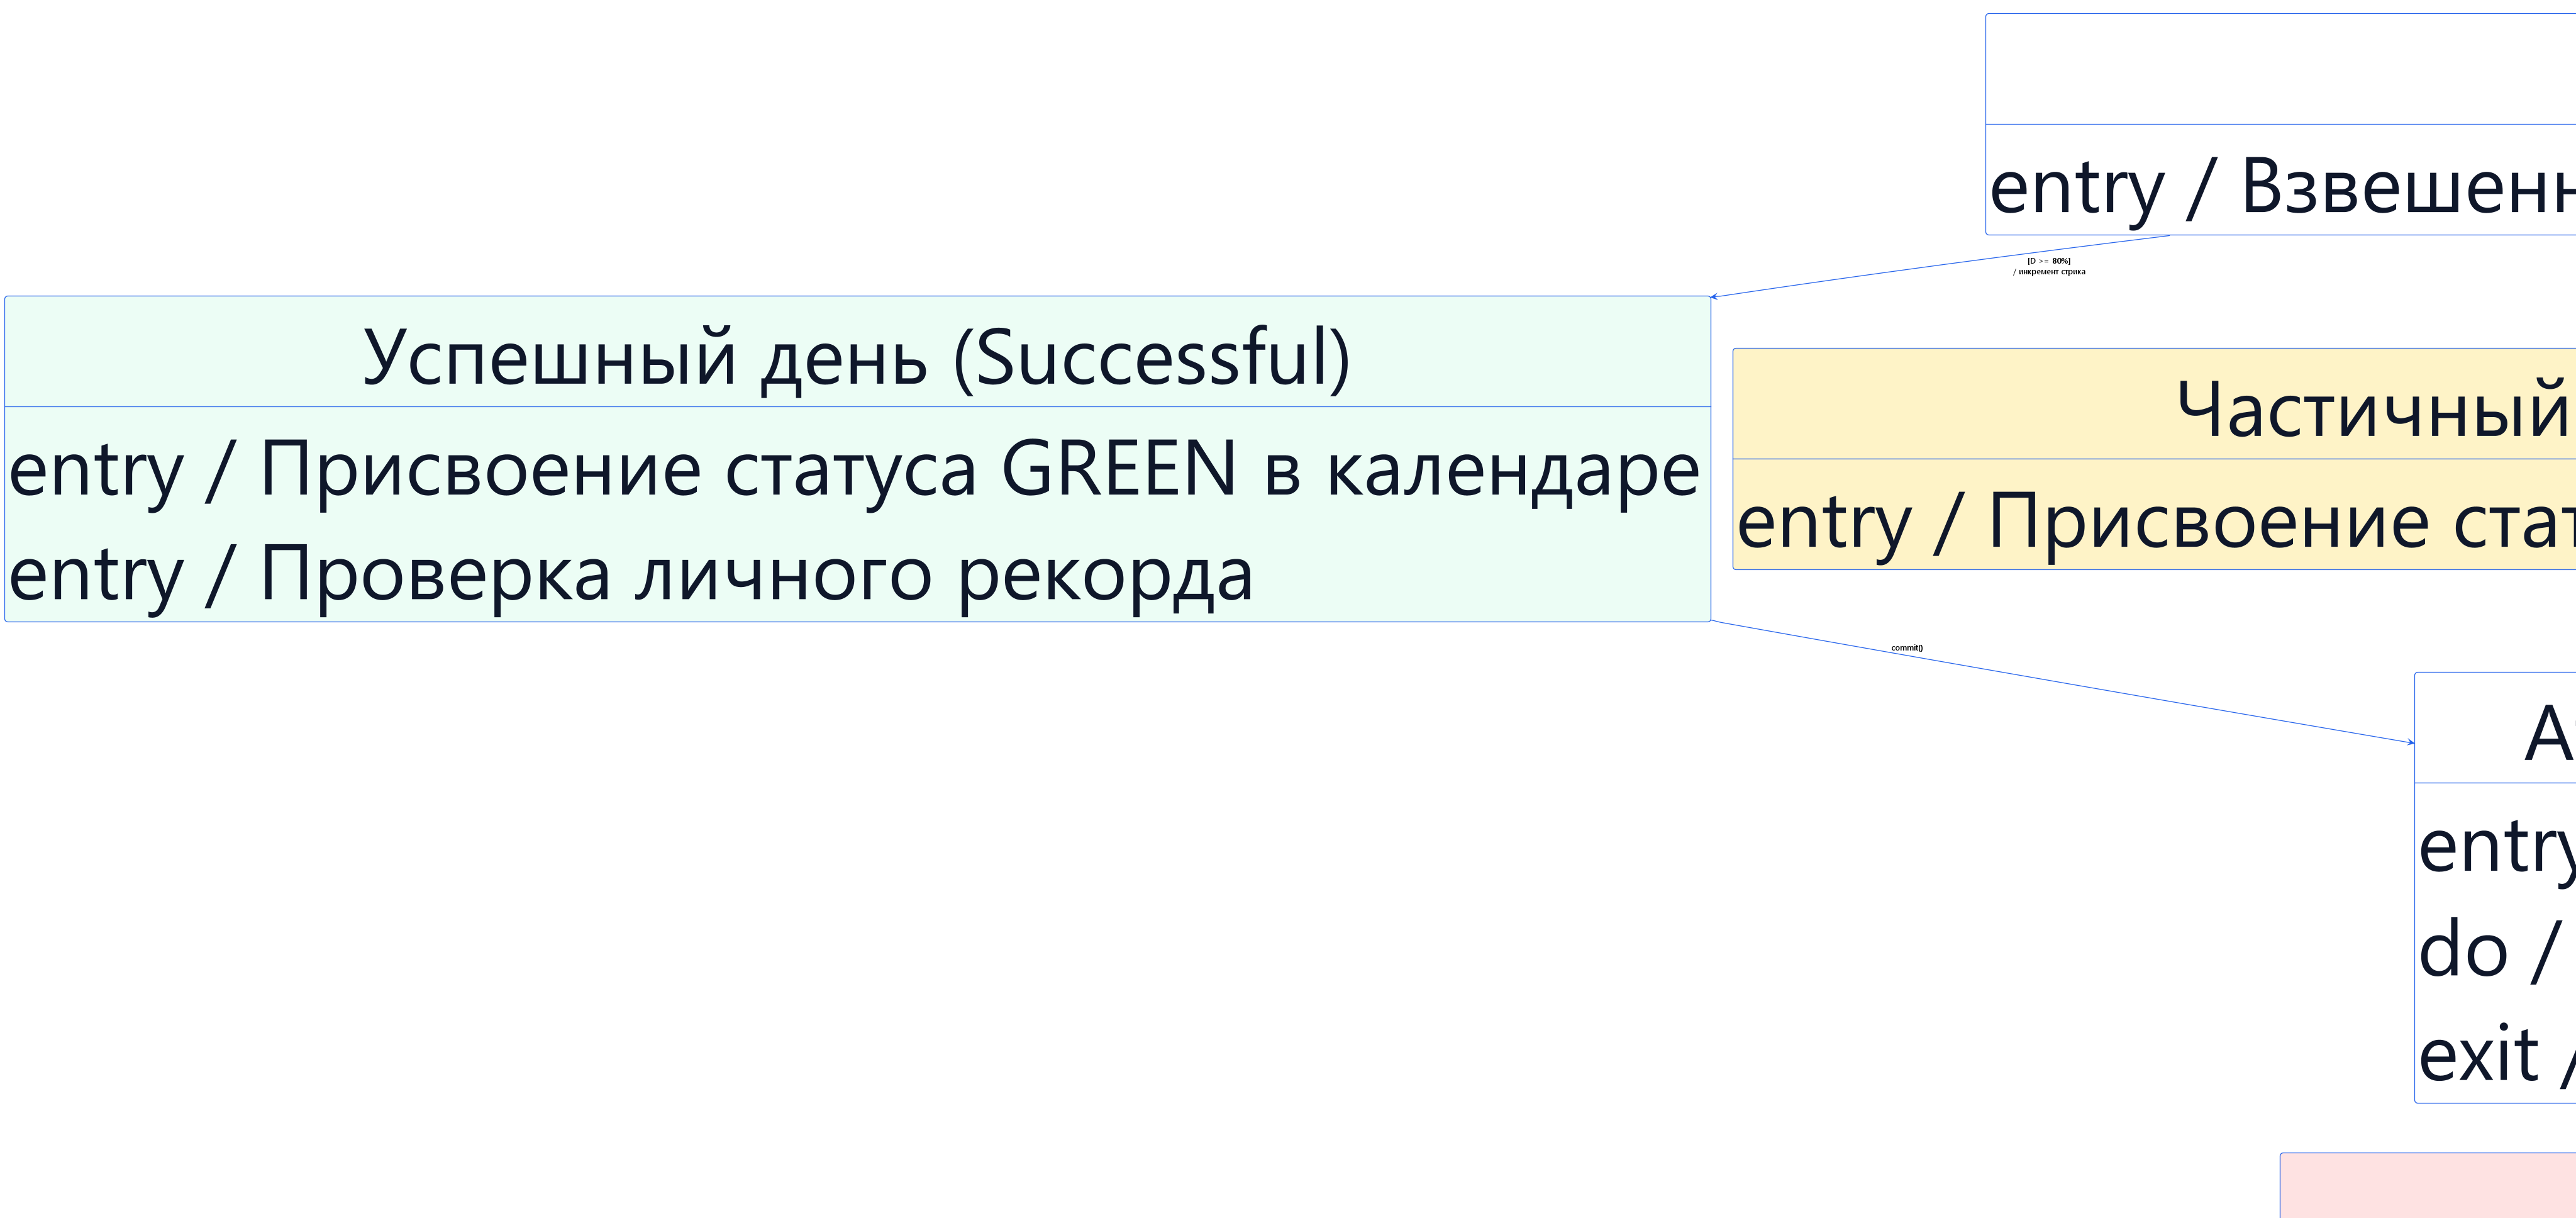 entry / Взвешенн
[D >= 80%]
/ инкремент стрика
Успешный день (Successful)
entry / Присвоение статуса GREEN в календаре
entry / Проверка личного рекорда
Частичный
entry / Присвоение стат
commit()
А
entry
do /
exit /